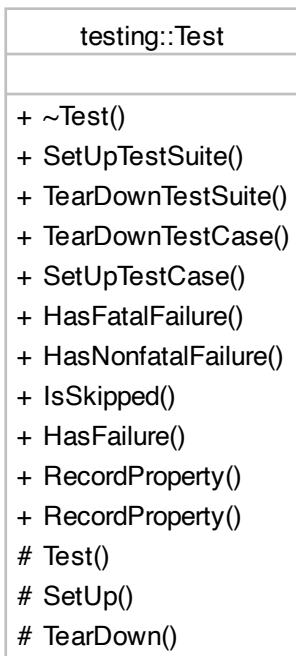 testing::Test
+ ~Test()
+ SetUpTestSuite()
+ TearDownTestSuite()
+ TearDownTestCase()
+ SetUpTestCase()
+ HasFatalFailure()
+ HasNonfatalFailure()
+ IsSkipped()
+ HasFailure()
+ RecordProperty()
+ RecordProperty()
# Test()
# SetUp()
# TearDown()